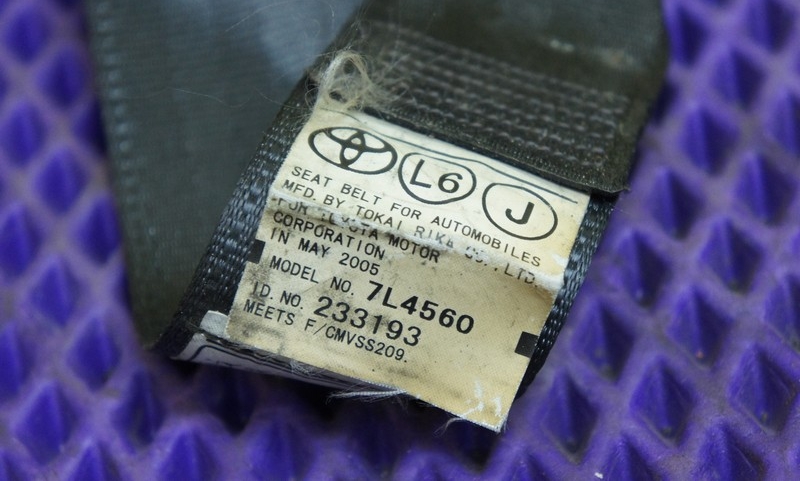 L6 J
SEAT BELT FOR AUTOMOBILES
MFD. BY TOKAI RIKA CO., LTD.
FOR TOYOTA MOTOR
CORPORATION
IN MAY 2005
MODEL NO. 7L4560
ID. NO. 233193
MEETS F/CMVSS209.